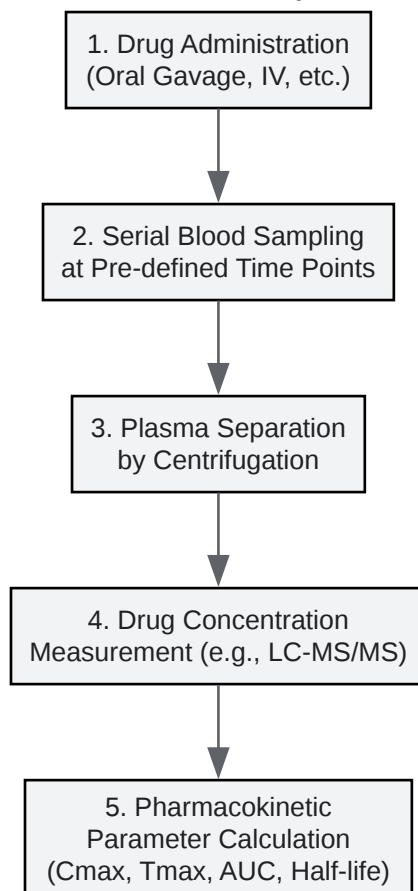 1. Drug Administration
(Oral Gavage, IV, etc.)
2. Serial Blood Sampling
at Pre-defined Time Points
3. Plasma Separation
by Centrifugation
4. Drug Concentration
Measurement (e.g., LC-MS/MS)
5. Pharmacokinetic
Parameter Calculation
(Cmax, Tmax, AUC, Half-life)